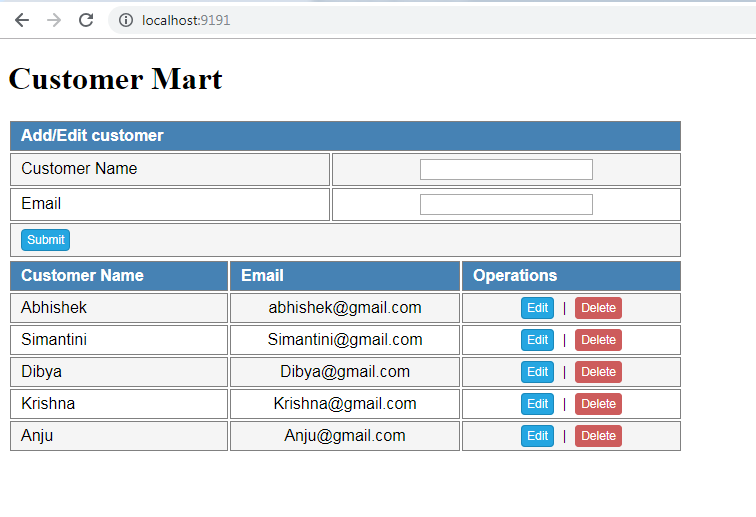 localhost:9191
Customer Mart
Add/Edit customer
Customer Name
Email
Submit
Customer Name Email Operations
Abhishek abhishek@gmail.com Edit | Delete
Simantini Simantini@gmail.com Edit | Delete
Dibya Dibya@gmail.com Edit | Delete
Krishna Krishna@gmail.com Edit | Delete
Anju Anju@gmail.com Edit | Delete